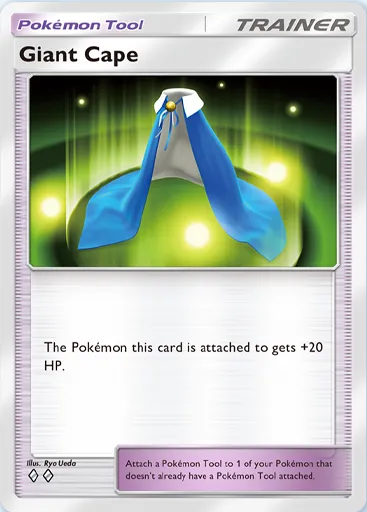 Pokémon Tool
TRAINER
Giant Cape
The Pokémon this card is attached to gets +20
HP.
Illus. Ryo Ueda
Attach a Pokémon Tool to 1 of your Pokémon that
doesn't already have a Pokémon Tool attached.